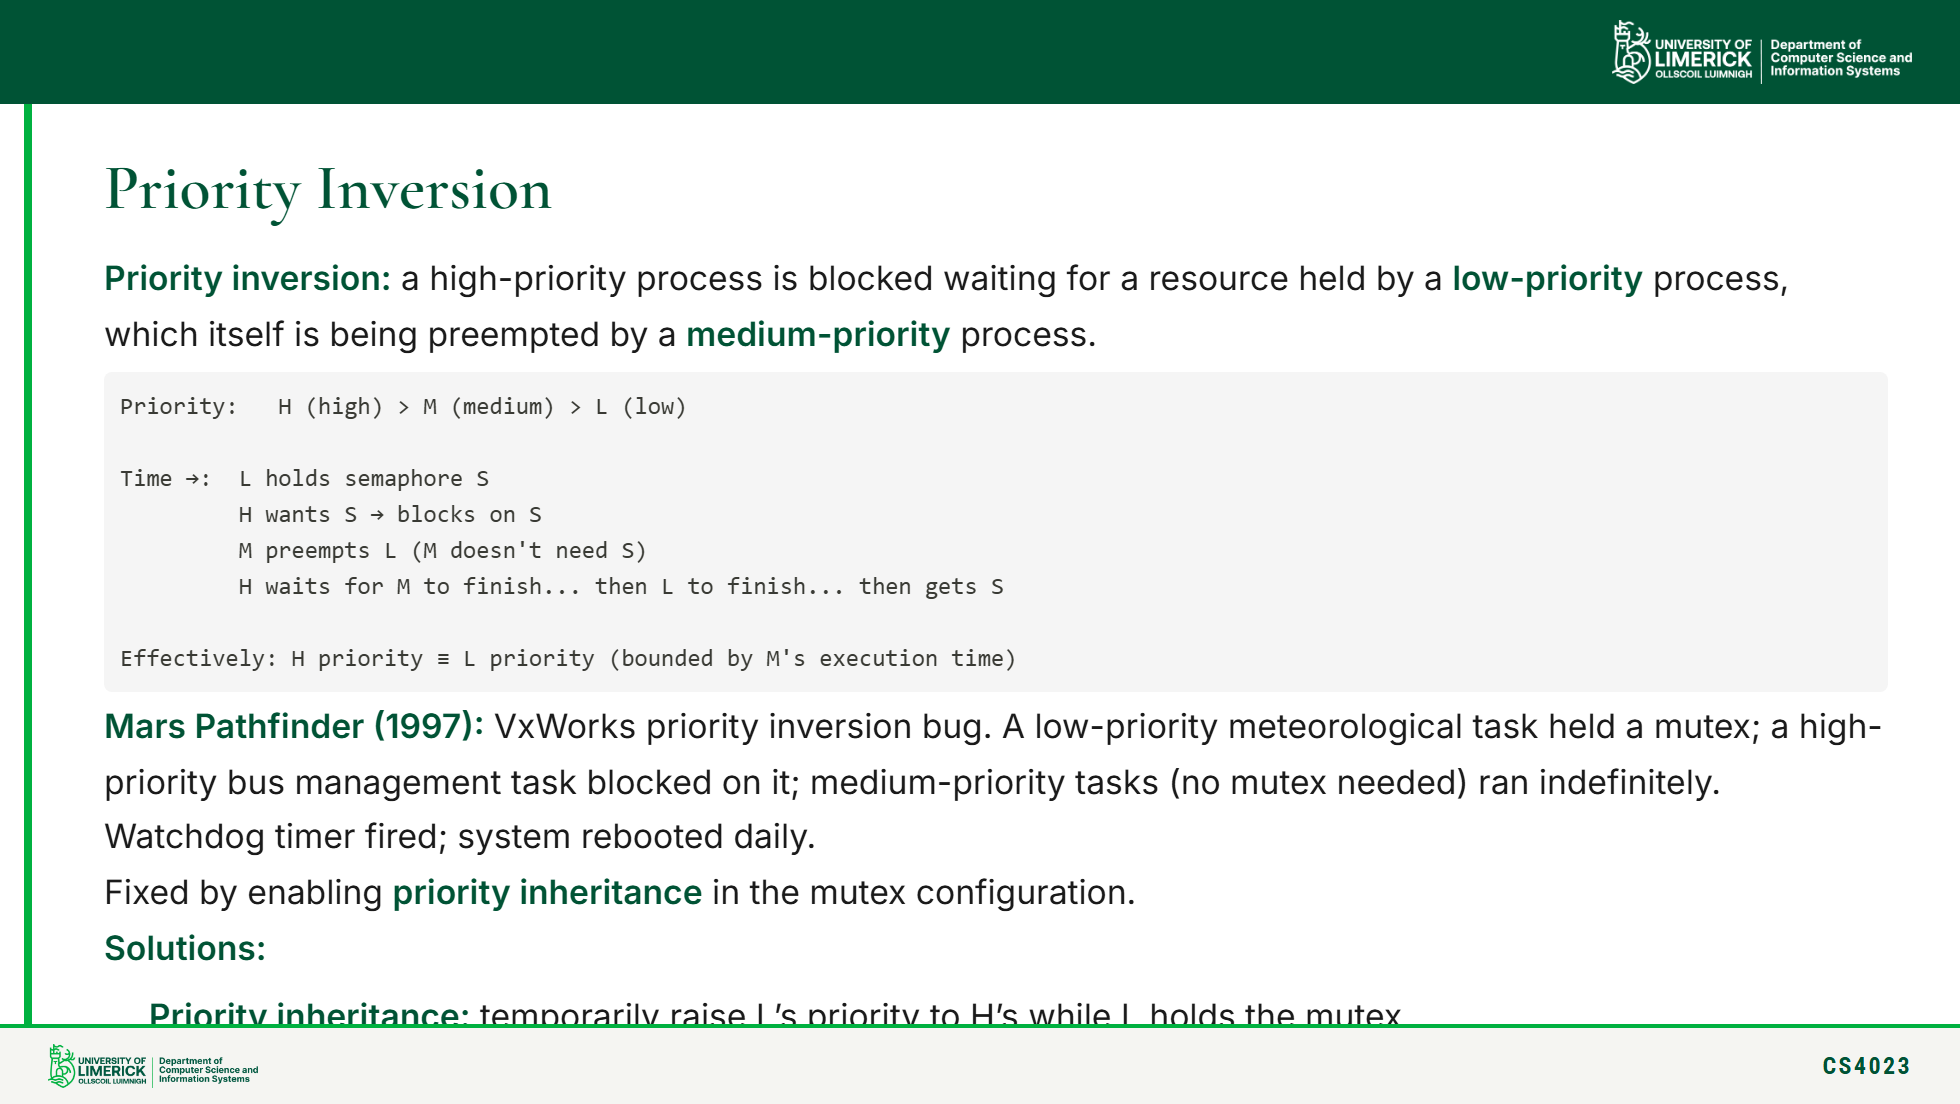 UNIVERSITY OF
LIMERICK
OLLSCOIL LUIMNIGH
Department of
Computer Science and
Information Systems
Priority Inversion
Priority inversion: a high-priority process is blocked waiting for a resource held by a low-priority process,
which itself is being preempted by a medium-priority process.
Priority:   H (high) > M (medium) > L (low)
Time →:  L holds semaphore S
H wants S → blocks on S
M preempts L (M doesn't need S)
H waits for M to finish... then L to finish... then gets S
Effectively: H priority ≡ L priority (bounded by M's execution time)
Mars Pathfinder (1997): VxWorks priority inversion bug. A low-priority meteorological task held a mutex; a high-
priority bus management task blocked on it; medium-priority tasks (no mutex needed) ran indefinitely.
Watchdog timer fired; system rebooted daily.
Fixed by enabling priority inheritance in the mutex configuration.
Solutions:
Priority inheritance: temporarily raise L’s priority to H’s while L holds the mutex
UNIVERSITY OF
LIMERICK
OLLSCOIL LUIMNIGH
Department of
Computer Science and
Information Systems
CS4023